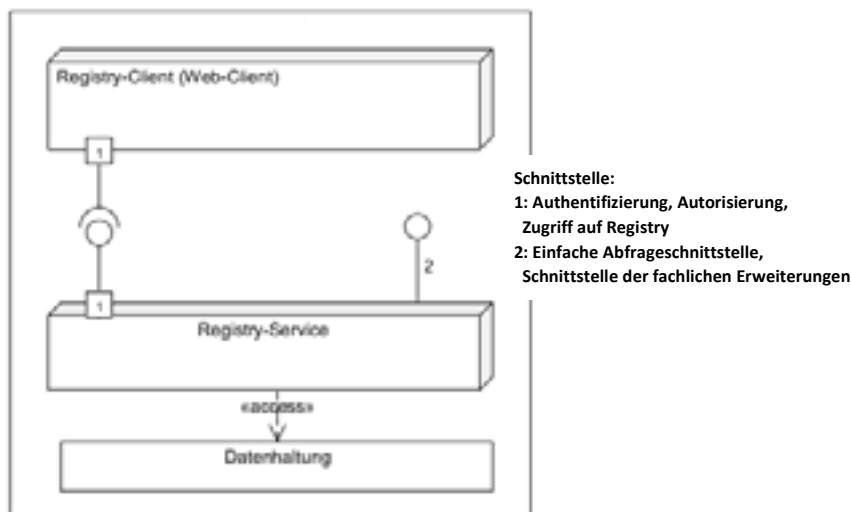 Registry-Client (Web-Client)
1
Schnittstelle:
1: Authentifizierung, Autorisierung,
Zugriff auf Registry
2: Einfache Abfrageschnittstelle,
Schnittstelle der fachlichen Erweiterungen
2
1
Registry-Service
«access»
Datenhaltung